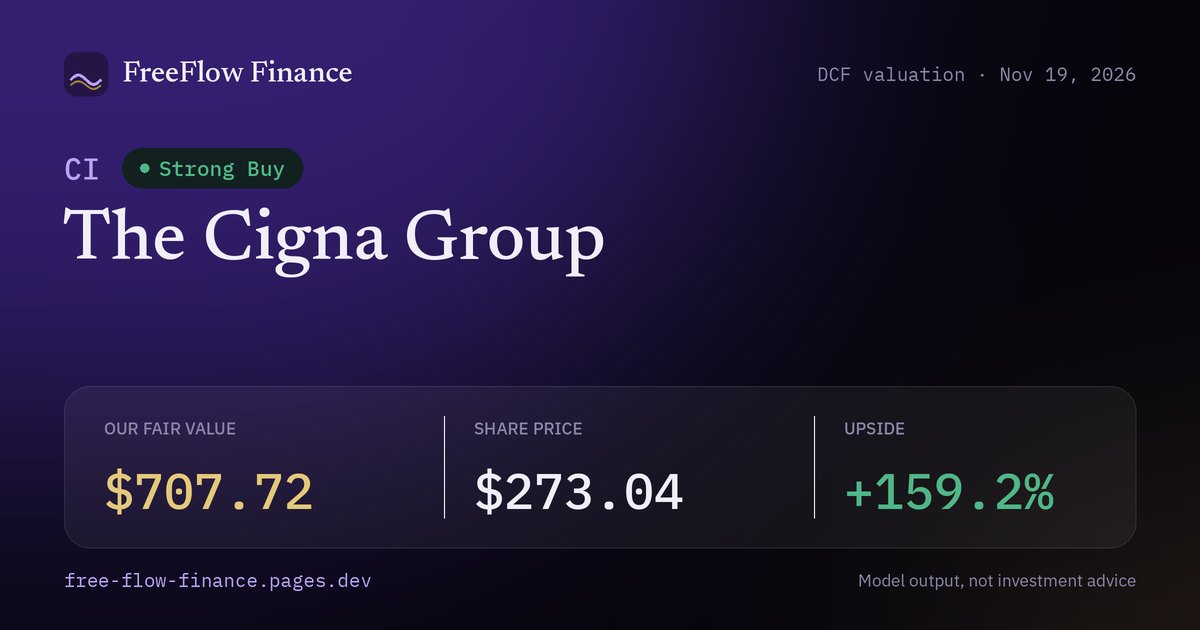 FreeFlow Finance
DCF valuation · Nov 19, 2026
CI
Strong Buy
The Cigna Group
OUR FAIR VALUE
$707.72
SHARE PRICE
$273.04
UPSIDE
+159.2%
free-flow-finance.pages.dev
Model output, not investment advice